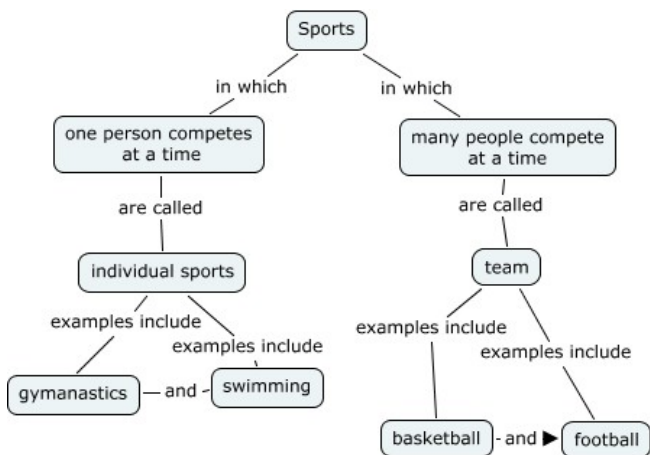 Sports
in which
in which
one person competes
at a time
many people compete
at a time
are called
are called
individual sports
team
examples include
examples include
examples include
examples include
gymanastics
and
swimming
basketball
and
football